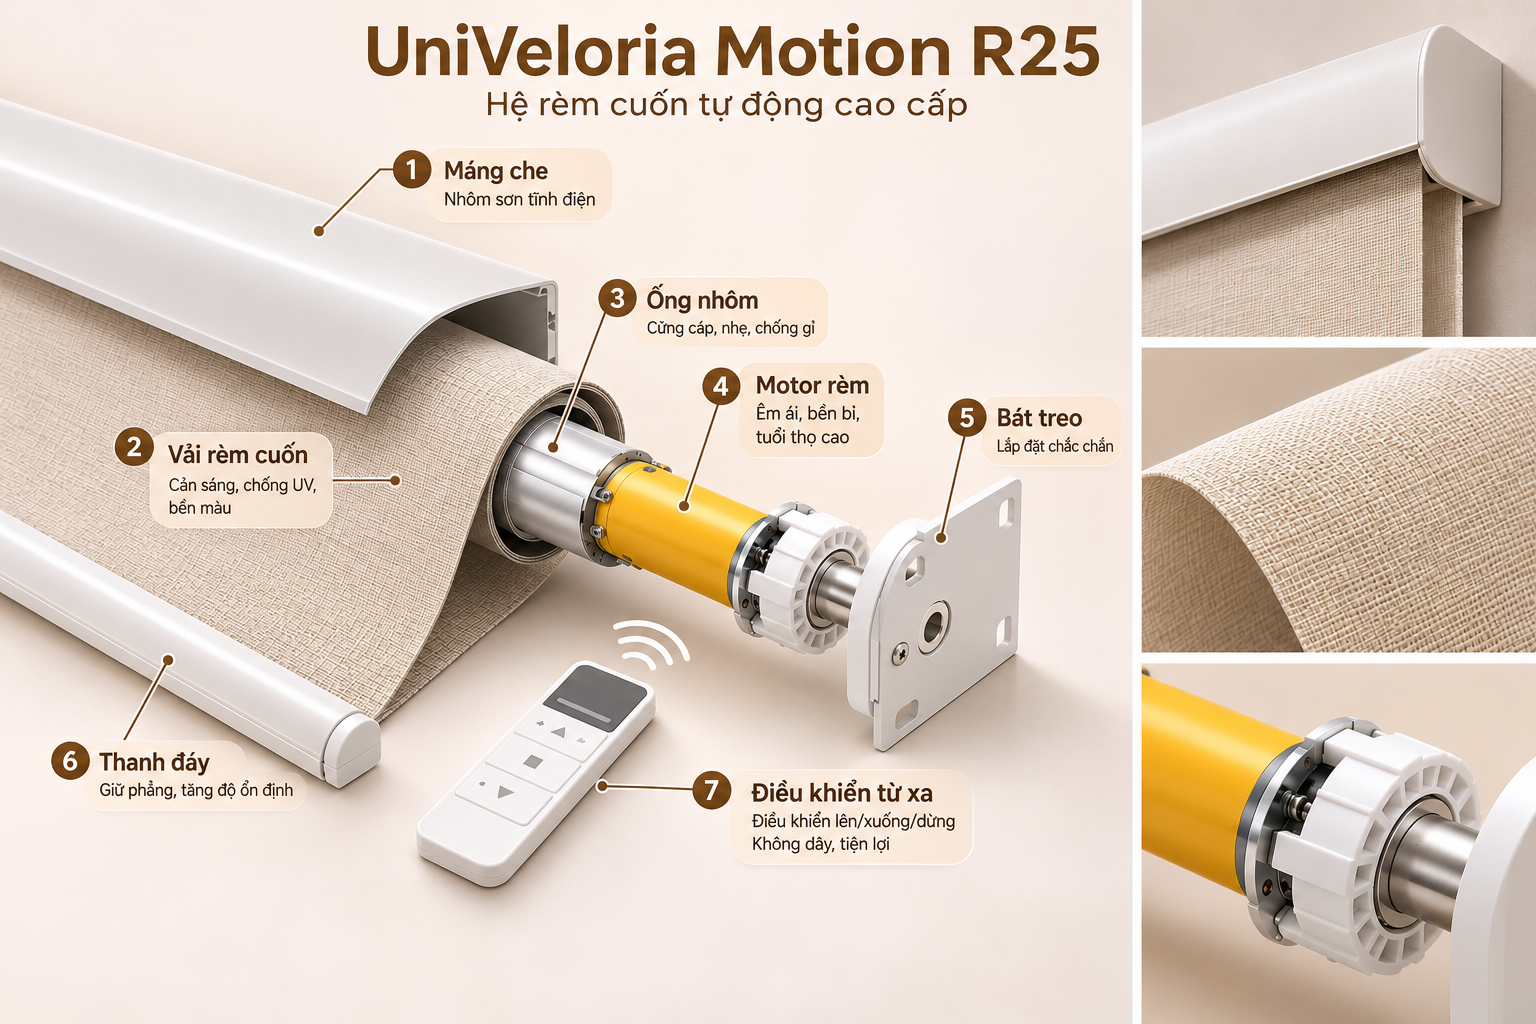 UniVeloria Motion R25
Hệ rèm cuốn tự động cao cấp
1
Máng che
Nhôm sơn tĩnh điện
2
Vải rèm cuốn
Cản sáng, chống UV,
bền màu
3
Ống nhôm
Cứng cáp, nhẹ, chống gỉ
4
Motor rèm
Êm ái, bền bỉ,
tuổi thọ cao
5
Bát treo
Lắp đặt chắc chắn
6
Thanh đáy
Giữ phẳng, tăng độ ổn định
7
Điều khiển từ xa
Điều khiển lên/xuống/dừng
Không dây, tiện lợi